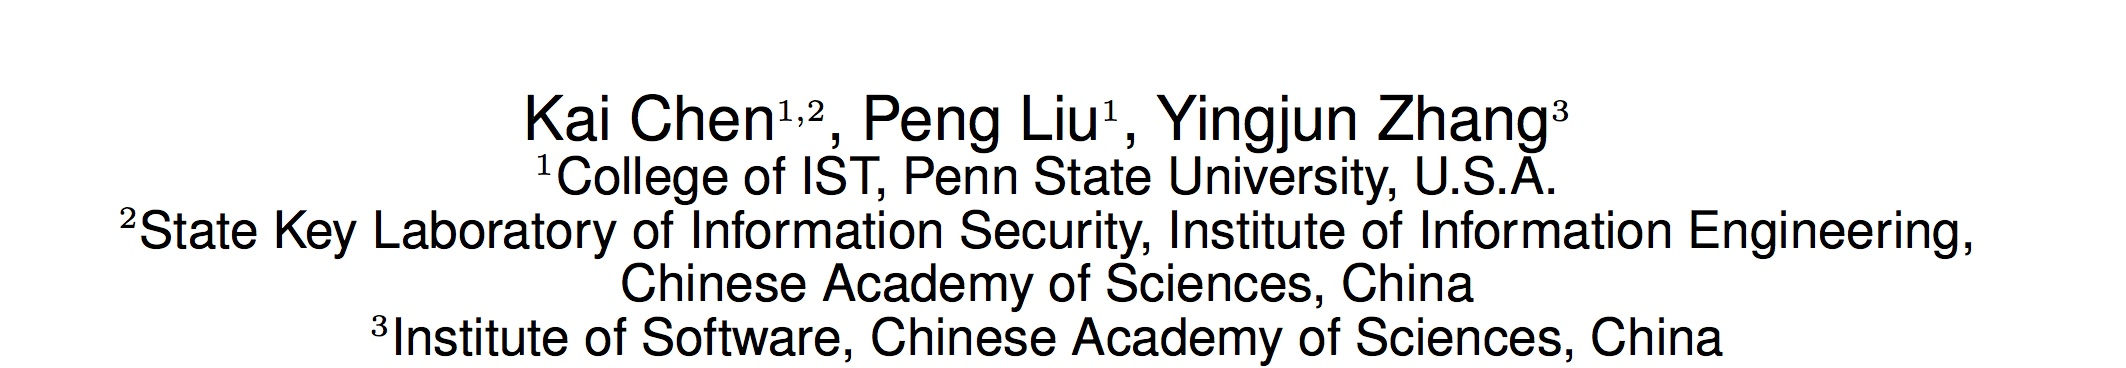 Kai Chen1,2, Peng Liu1, Yingjun Zhang3
1College of IST, Penn State University, U.S.A.
2State Key Laboratory of Information Security, Institute of Information Engineering,
Chinese Academy of Sciences, China
3Institute of Software, Chinese Academy of Sciences, China